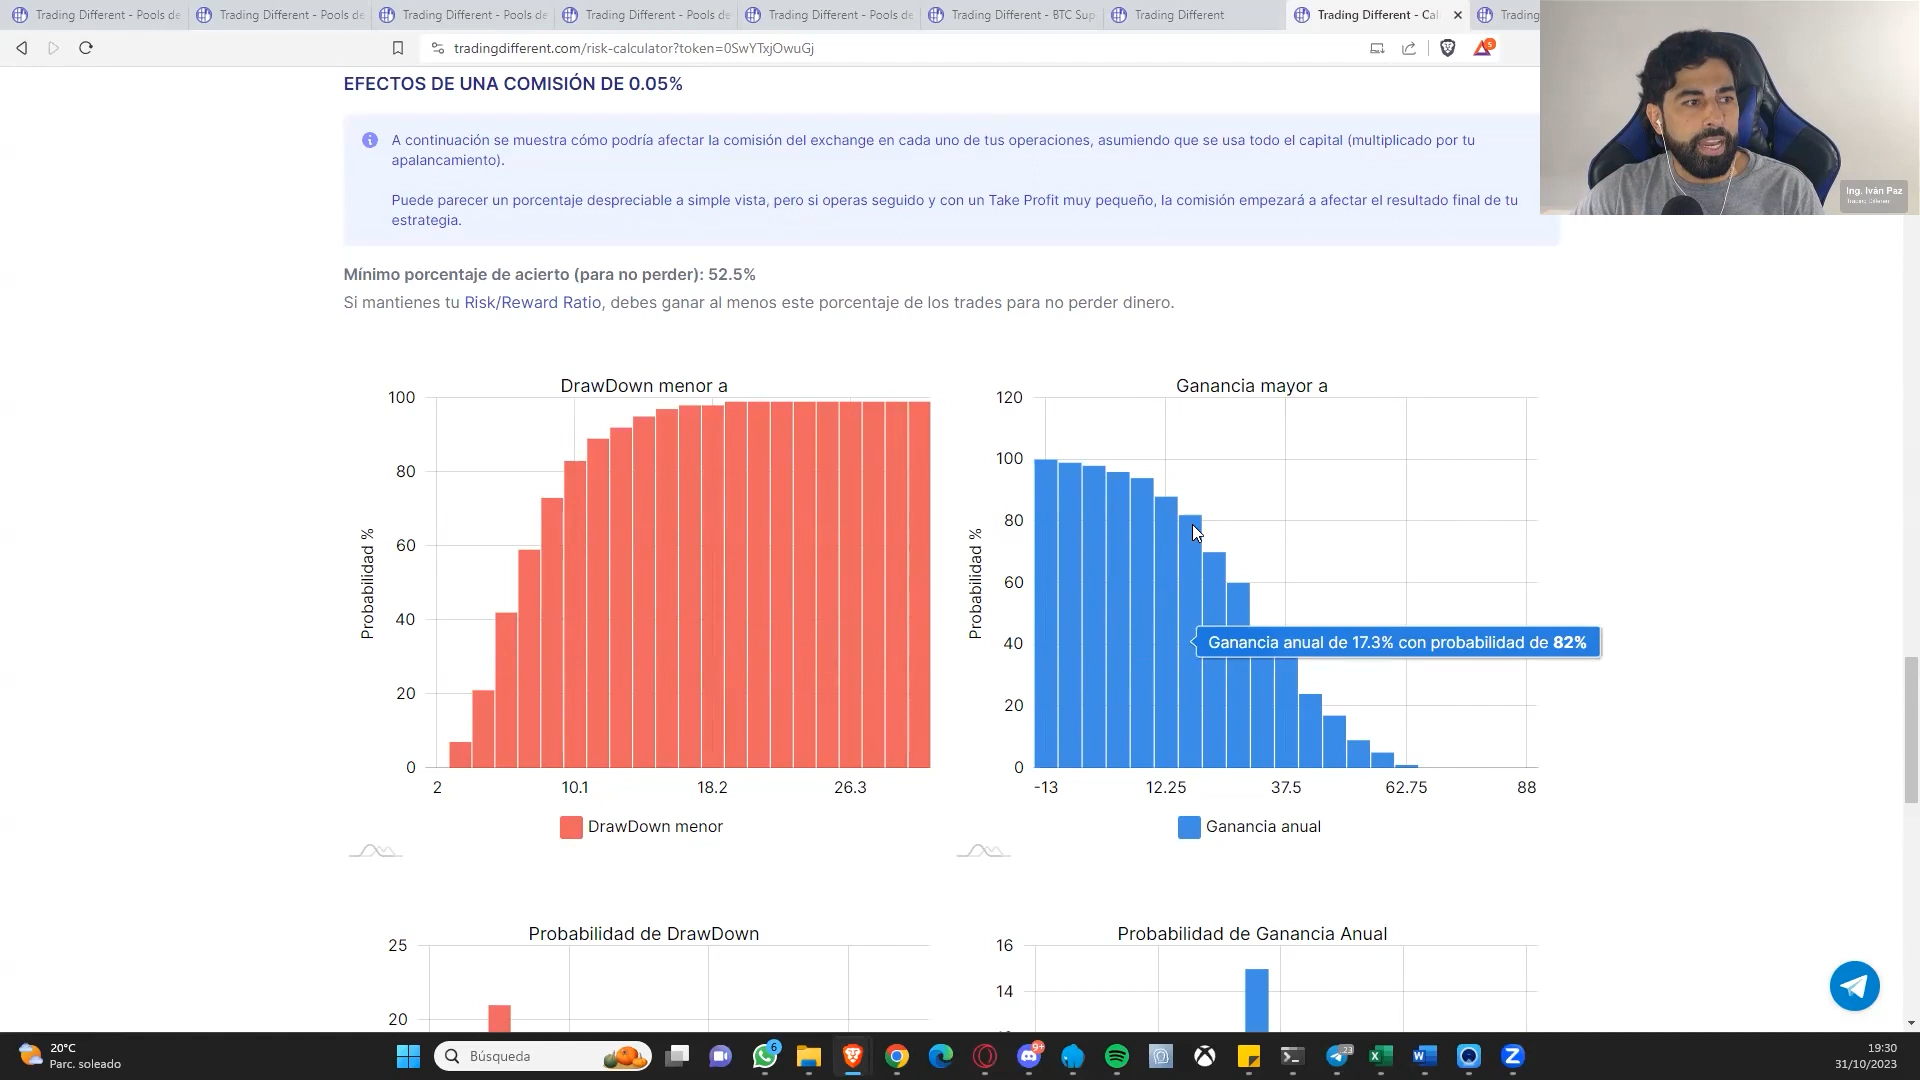 Trading Different - Pools de
Trading Different - Pools de
Trading Different - Pools de
Trading Different - Pools de
Trading Different - Pools de
Trading Different - BTC Sup
Trading Different
Trading Different - Cal
Trading
tradingdifferent.com/risk-calculator?token=0SwYTxjOwuGj
5
Ing. Iván Paz
EFECTOS DE UNA COMISIÓN DE 0.05%
A continuación se muestra cómo podría afectar la comisión del exchange en cada uno de tus operaciones, asumiendo que se usa todo el capital (multiplicado por tu
apalancamiento).
Puede parecer un porcentaje despreciable a simple vista, pero si operas seguido y con un Take Profit muy pequeño, la comisión empezará a afectar el resultado final de tu
estrategia.
Mínimo porcentaje de acierto (para no perder): 52.5%
Si mantienes tu Risk/Reward Ratio, debes ganar al menos este porcentaje de los trades para no perder dinero.
DrawDown menor a
100
80
60
40
20
0
Probabilidad %
2
10.1
18.2
26.3
DrawDown menor
Ganancia mayor a
120
100
80
60
40
20
0
Probabilidad %
Ganancia anual de 17.3% con probabilidad de 82%
-13
12.25
37.5
62.75
88
Ganancia anual
Probabilidad de DrawDown
25
20
Probabilidad de Ganancia Anual
16
14
20°C
Parc. soleado
Búsqueda
6
9+
23
19:30
31/10/2023